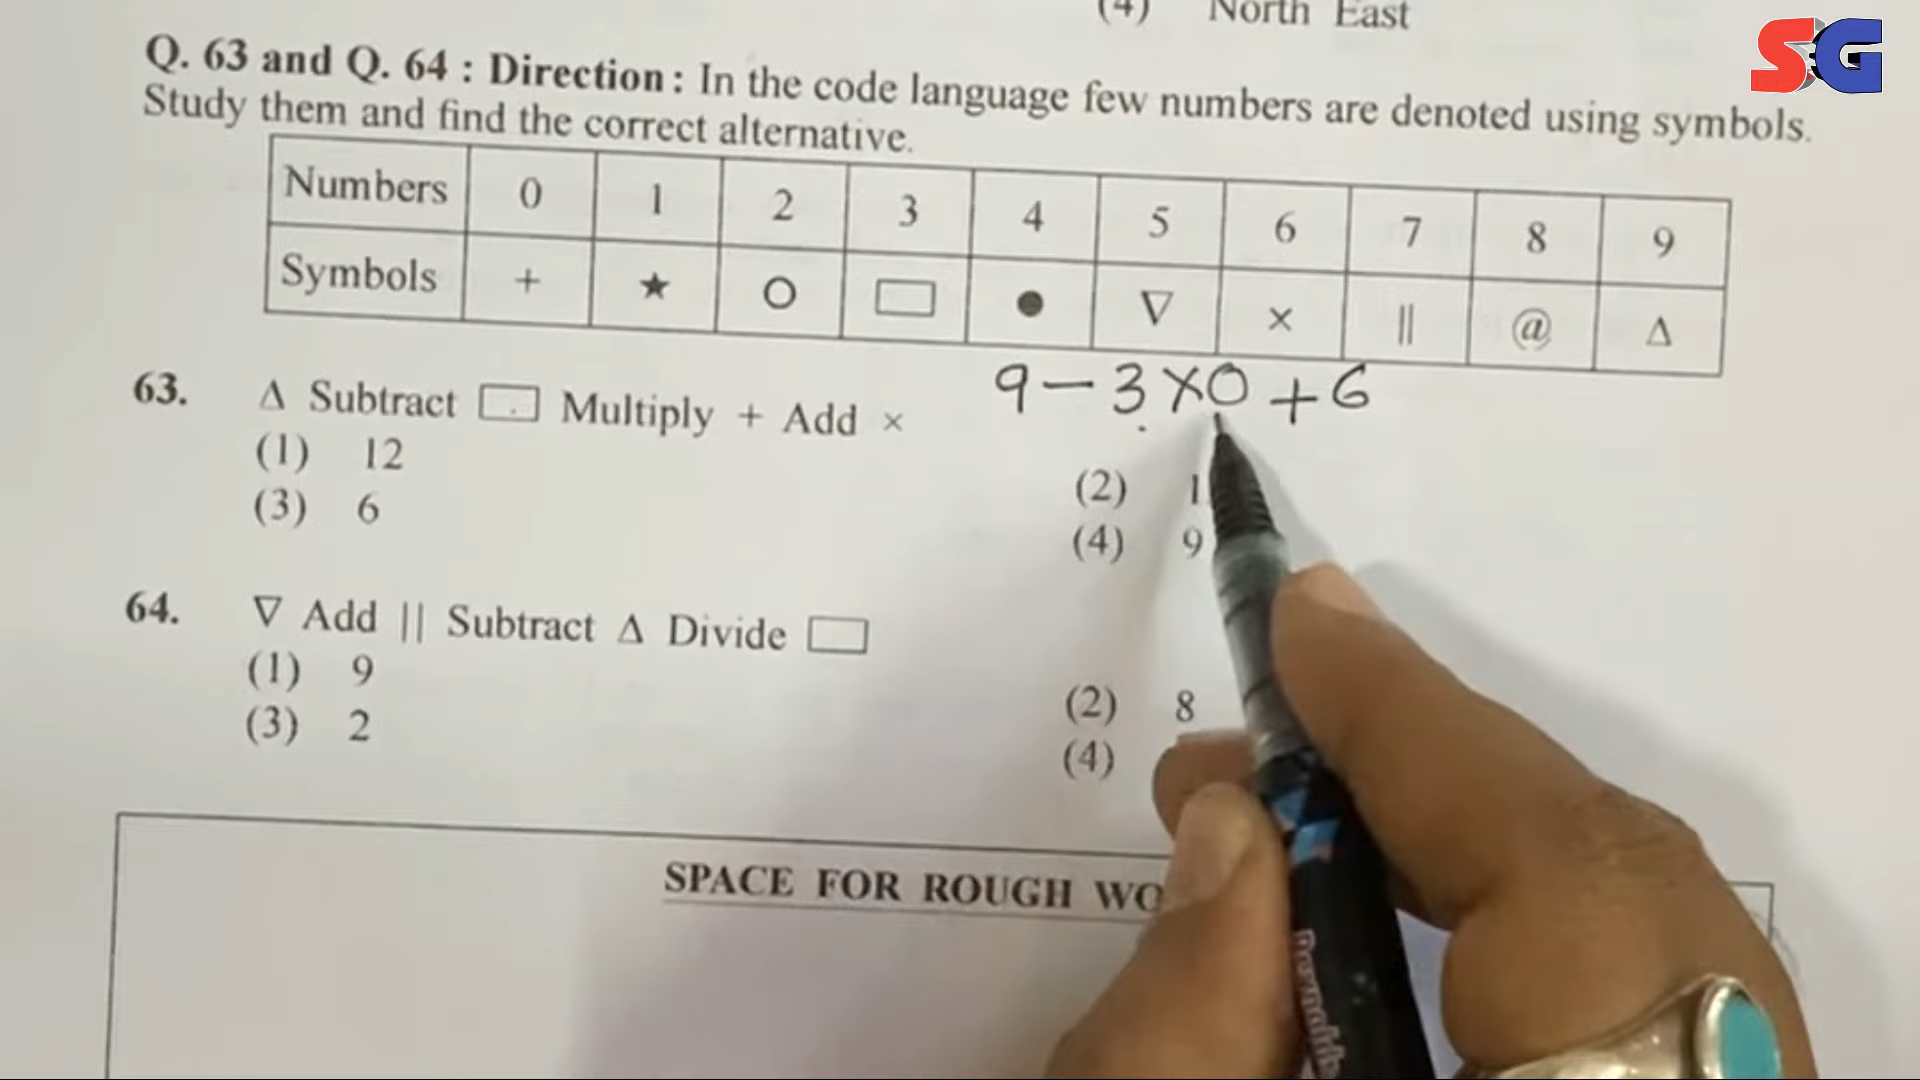 (4) North East
SG
Q. 63 and Q. 64 : Direction : In the code language few numbers are denoted using symbols.
Study them and find the correct alternative.
Numbers 0 1 2 3 4 5 6 7 8 9
Symbols + ★ ○ ▭ ● ∇ × || @ Δ
9 − 3 × 0 + 6
63. Δ Subtract ▭ Multiply + Add ×
(1) 12
(2)
(3) 6
(4) 9
64. ∇ Add || Subtract Δ Divide ▭
(1) 9
(2) 8
(3) 2
(4)
SPACE FOR ROUGH